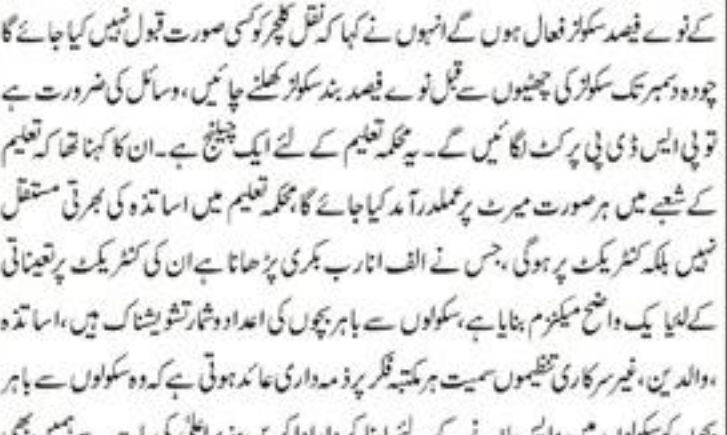 کے نوے فیصد سکولز فعال ہوں گے انہوں نے کہا کہ نقل کلچر کو کسی صورت قبول نہیں کیا جائے گا
چودہ دسمبر تک سکولز کی چھٹیوں سے قبل نوے فیصد بند سکولز کھلنے چائیں، وسائل کی ضرورت ہے
تو پی ایس ڈی پی پر کٹ لگائیں گے۔ یہ محکمہ تعلیم کے لئے ایک چیلنج ہے۔ ان کا کہنا تھا کہ تعلیم
کے شعبے میں ہر صورت میرٹ پر عملدرآمد کیا جائے گا، محکمہ تعلیم میں اساتذہ کی بھرتی مستقل
نہیں بلکہ کنٹریکٹ پر ہوگی، جس نے الف انار ب بکری پڑھانا ہے ان کی کنٹریکٹ پر تعیناتی
کے لئیا یک واضح میکنزم بنایا ہے، سکولوں سے باہر بچوں کی اعداد وشمار تشویشناک ہیں، اساتذہ
، والدین، غیر سرکاری تنظیموں سمیت ہر مکتبہ فکر پر ذمہ داری عائد ہوتی ہے کہ وہ سکولوں سے باہر